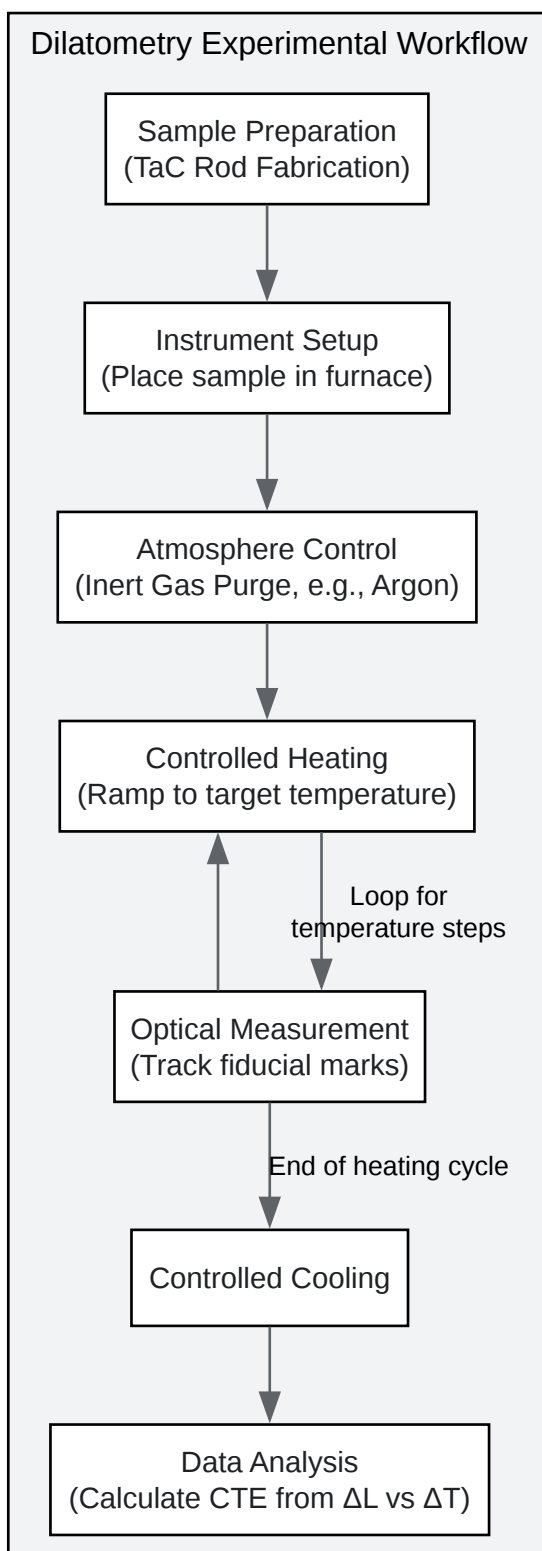 Dilatometry Experimental Workflow
Sample Preparation
(TaC Rod Fabrication)
Instrument Setup
(Place sample in furnace)
Atmosphere Control
(Inert Gas Purge, e.g., Argon)
Controlled Heating
(Ramp to target temperature)
Loop for
temperature steps
Optical Measurement
(Track fiducial marks)
End of heating cycle
Controlled Cooling
Data Analysis
(Calculate CTE from ΔL vs ΔT)